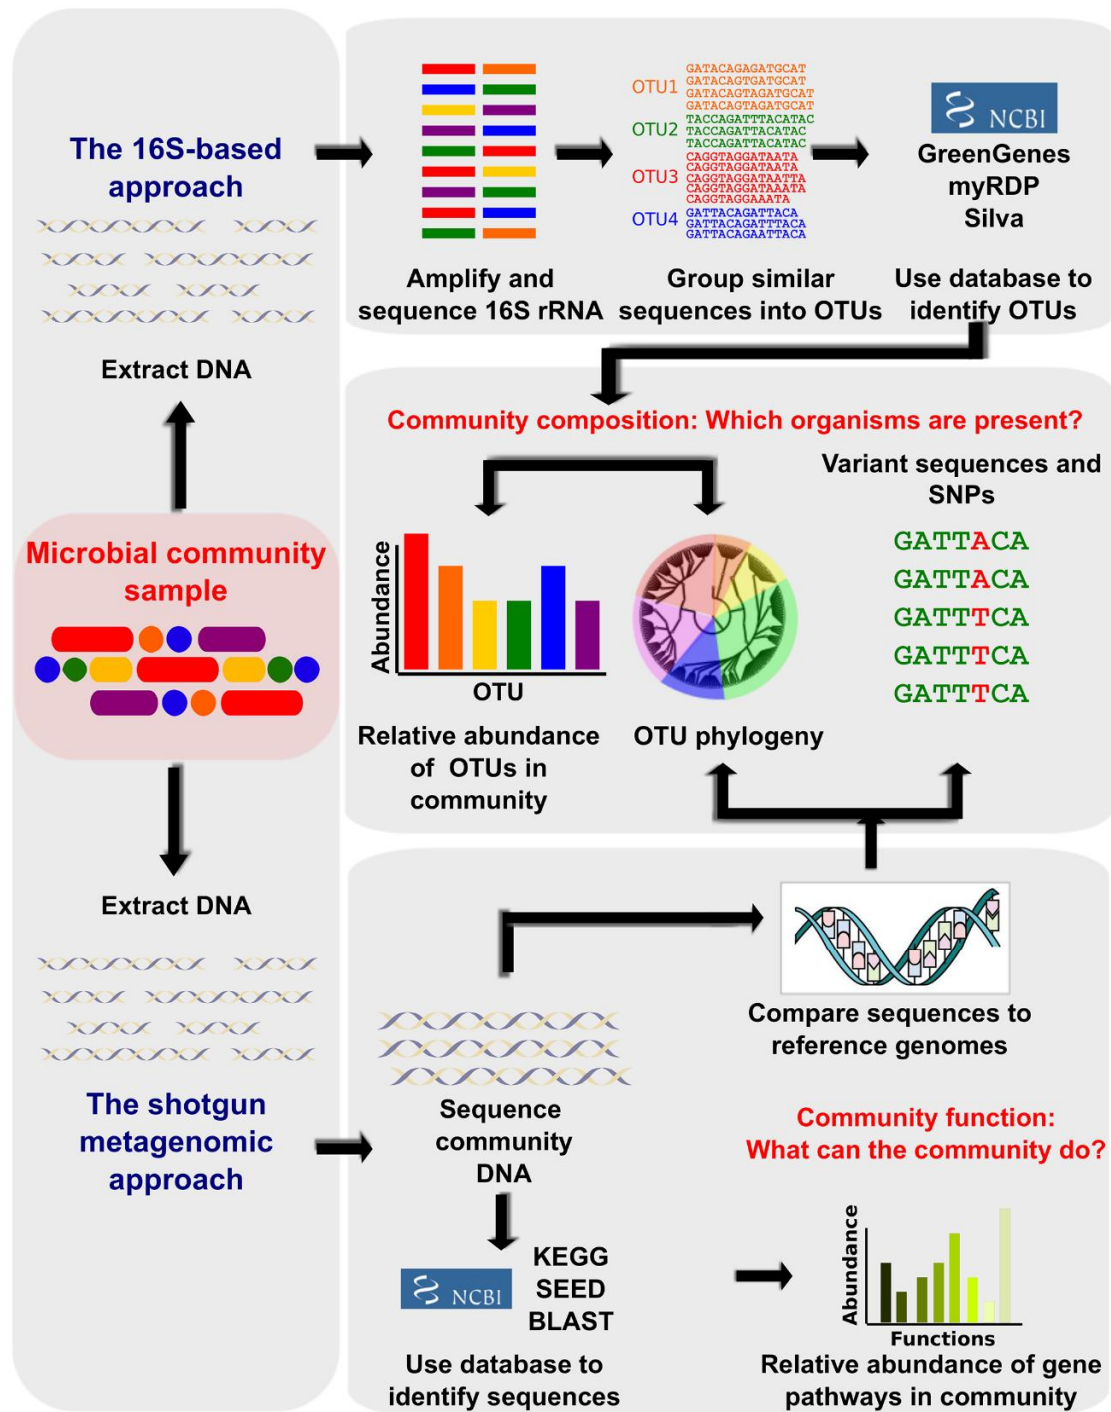 The 16S-based
approach
Extract DNA
Microbial community
sample
Extract DNA
The shotgun
metagenomic
approach
Amplify and
sequence 16S rRNA
OTU1
GATACAGAGATGCAT
GATACAGTGATGCAT
GATACAGTAGATGCAT
GATACAGTAGATGCAT
OTU2
TACCAGATTTACATAC
TACCAGATTACATAC
TACCAGATTACATAC
OTU3
CAGGTAGGATAATA
CAGGTAGGATAATA
CAGGTAGGATAATTA
CAGGTAGGATAAATA
CAGGTAGGAAATA
OTU4
GATTACAGATTACA
GATTACAGATTTACA
GATTACAGAATTACA
Group similar
sequences into OTUs
NCBI
GreenGenes
myRDP
Silva
Use database to
identify OTUs
Community composition: Which organisms are present?
Abundance
OTU
Relative abundance
of OTUs in
community
OTU phylogeny
Variant sequences and
SNPs
GATTACA
GATTACA
GATTTCA
GATTTCA
GATTTCA
Compare sequences to
reference genomes
Sequence
community
DNA
NCBI
KEGG
SEED
BLAST
Use database to
identify sequences
Community function:
What can the community do?
Abundance
Functions
Relative abundance of gene
pathways in community